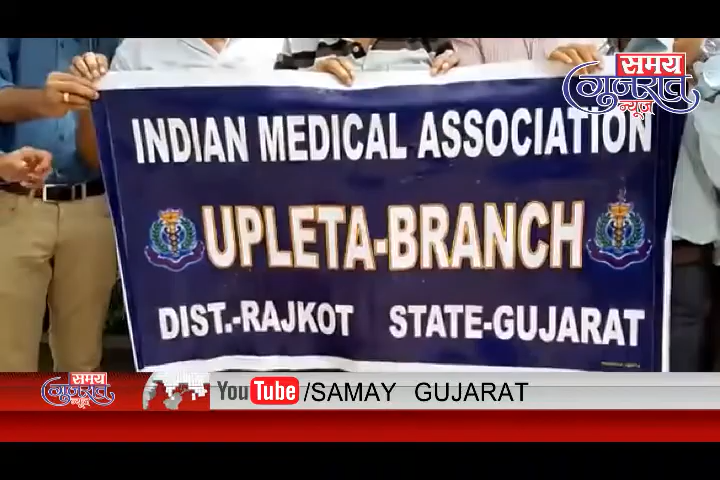 समय
गुजरात
न्यूज़
INDIAN MEDICAL ASSOCIATION
UPLETA-BRANCH
DIST.-RAJKOT STATE-GUJARAT
समय
गुजरात
न्यूज़
YouTube /SAMAY GUJARAT